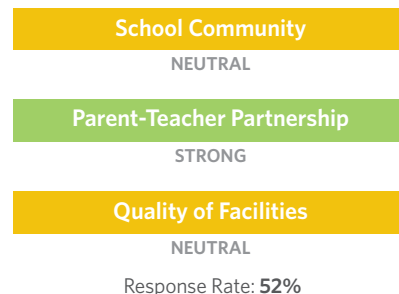 School Community
NEUTRAL
Parent-Teacher Partnership
STRONG
Quality of Facilities
NEUTRAL
Response Rate: 52%